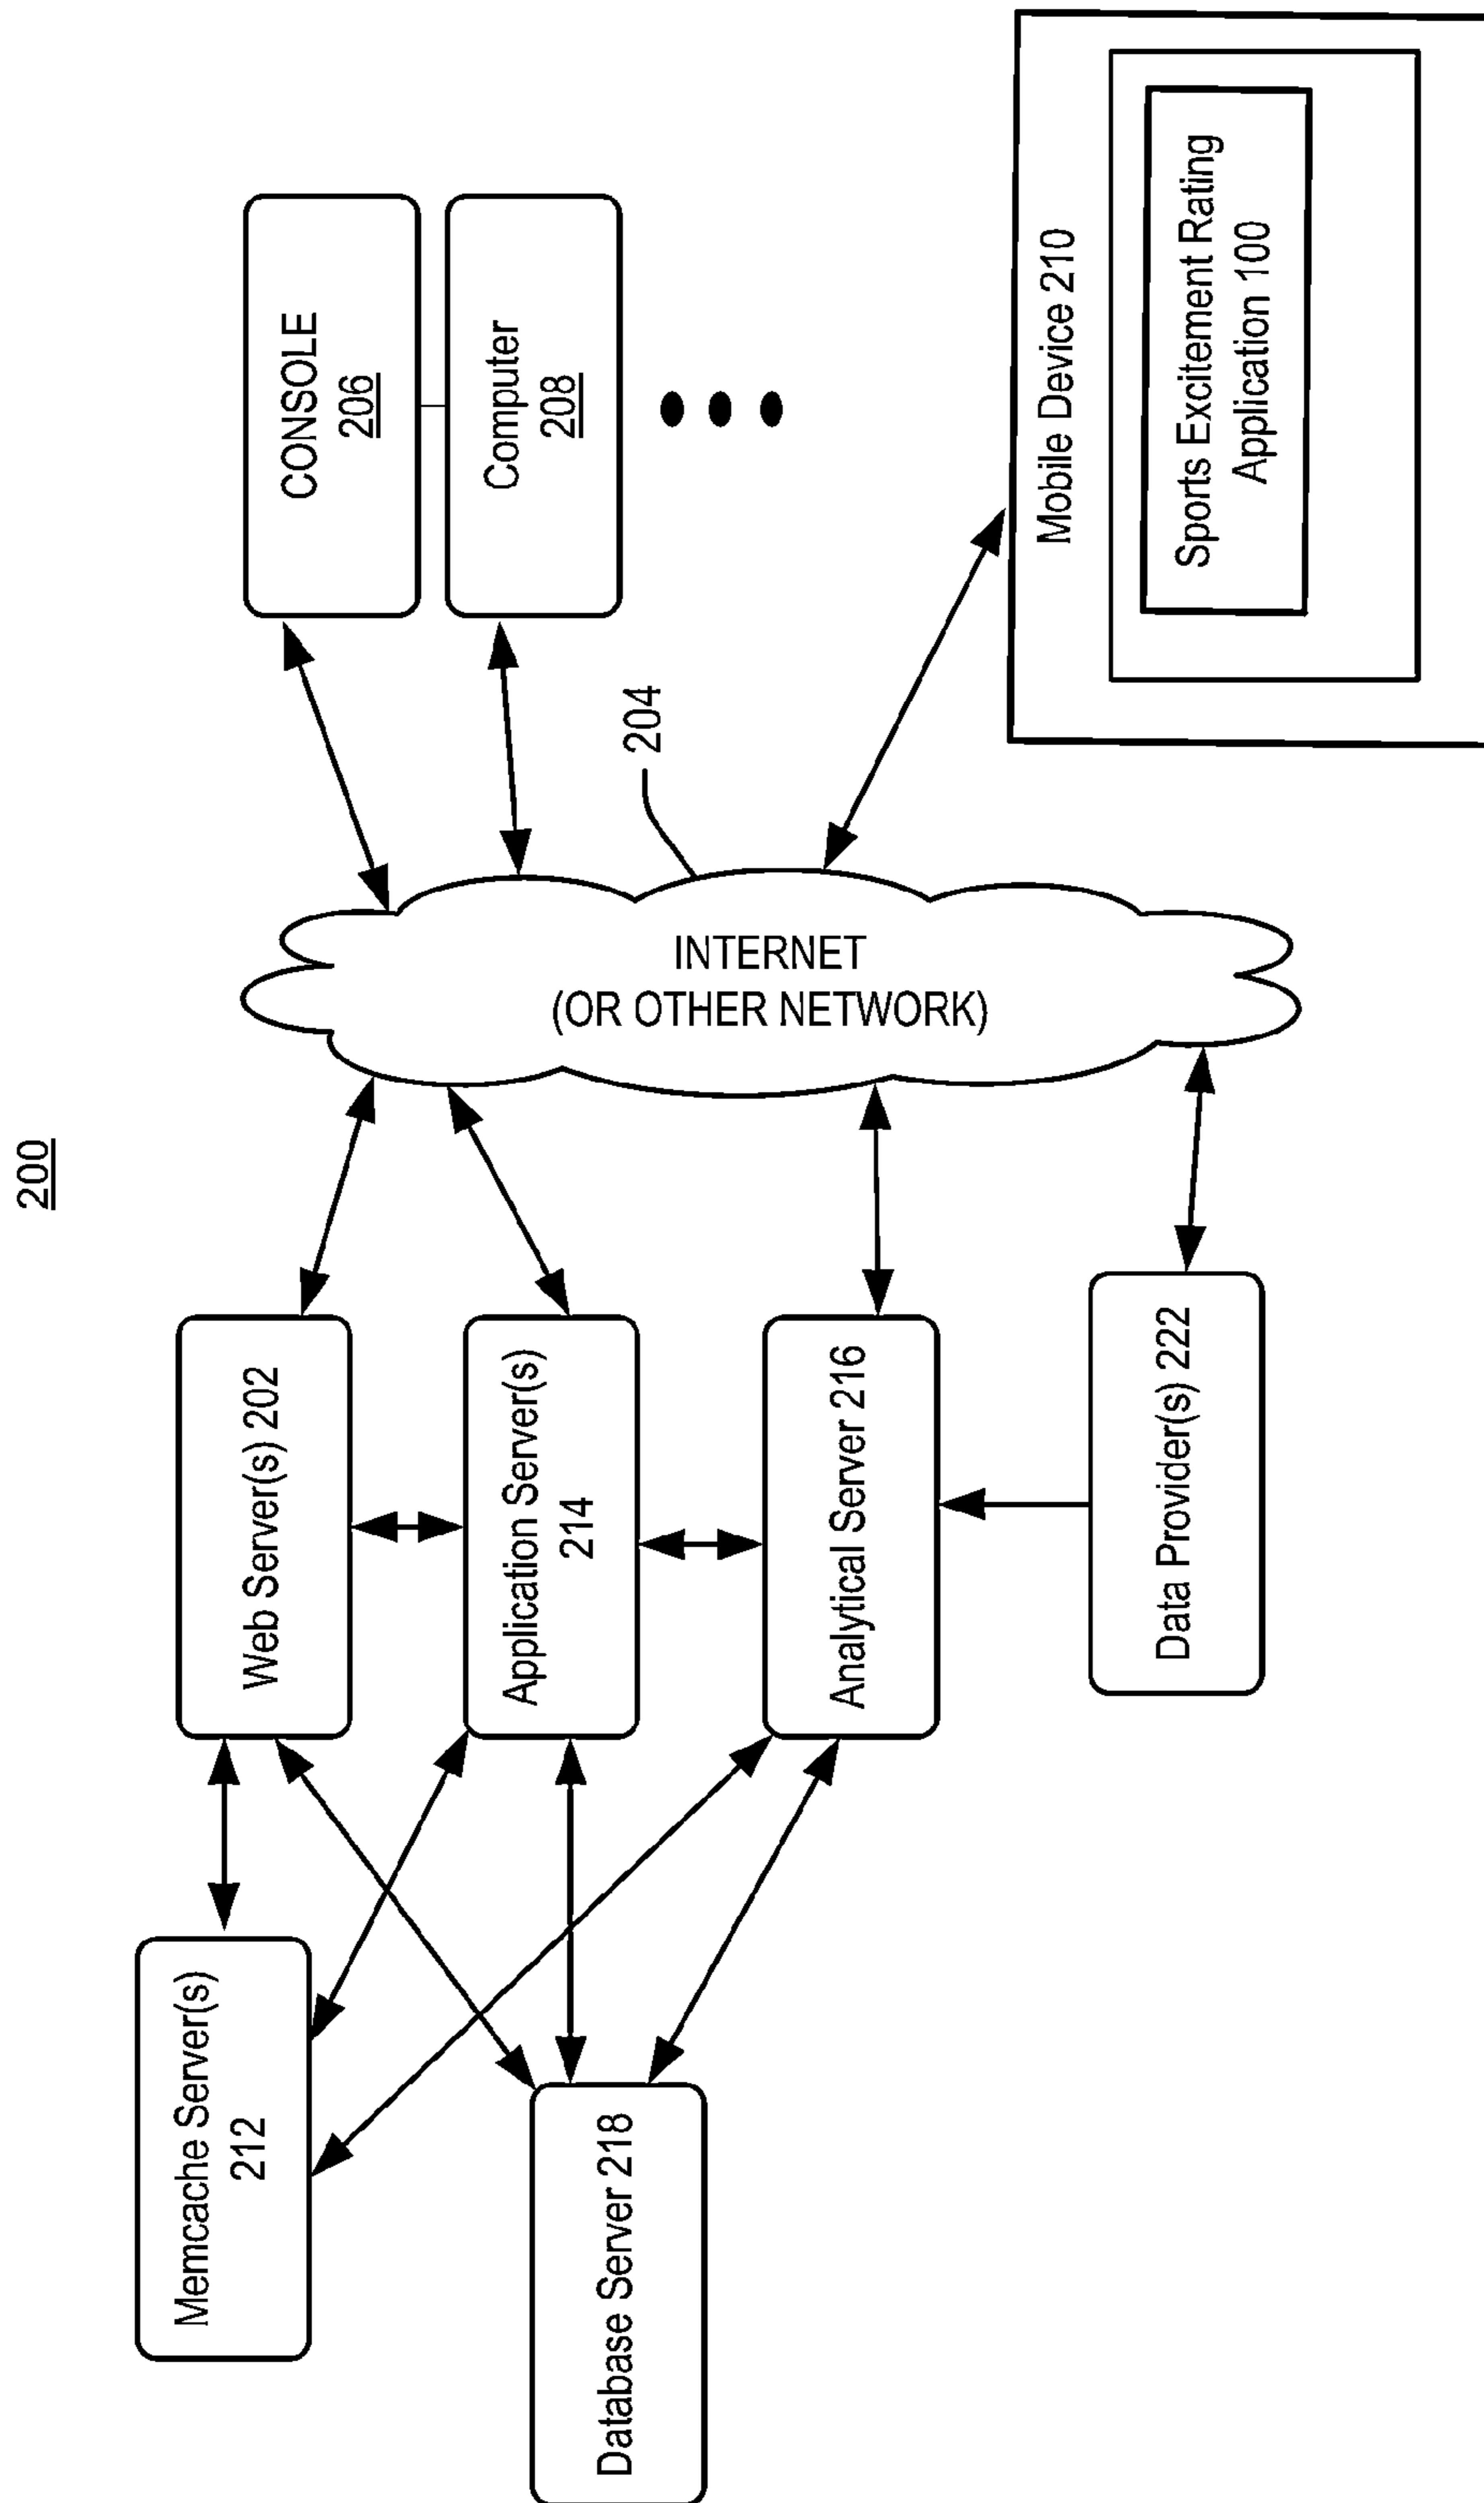 200
Memcache Server(s)
212
Web Server(s) 202
CONSOLE
206
Application Server(s)
214
Computer
208
204
INTERNET
(OR OTHER NETWORK)
Database Server 218
Analytical Server 216
Mobile Device 210
Sports Excitement Rating
Application 100
Data Provider(s) 222